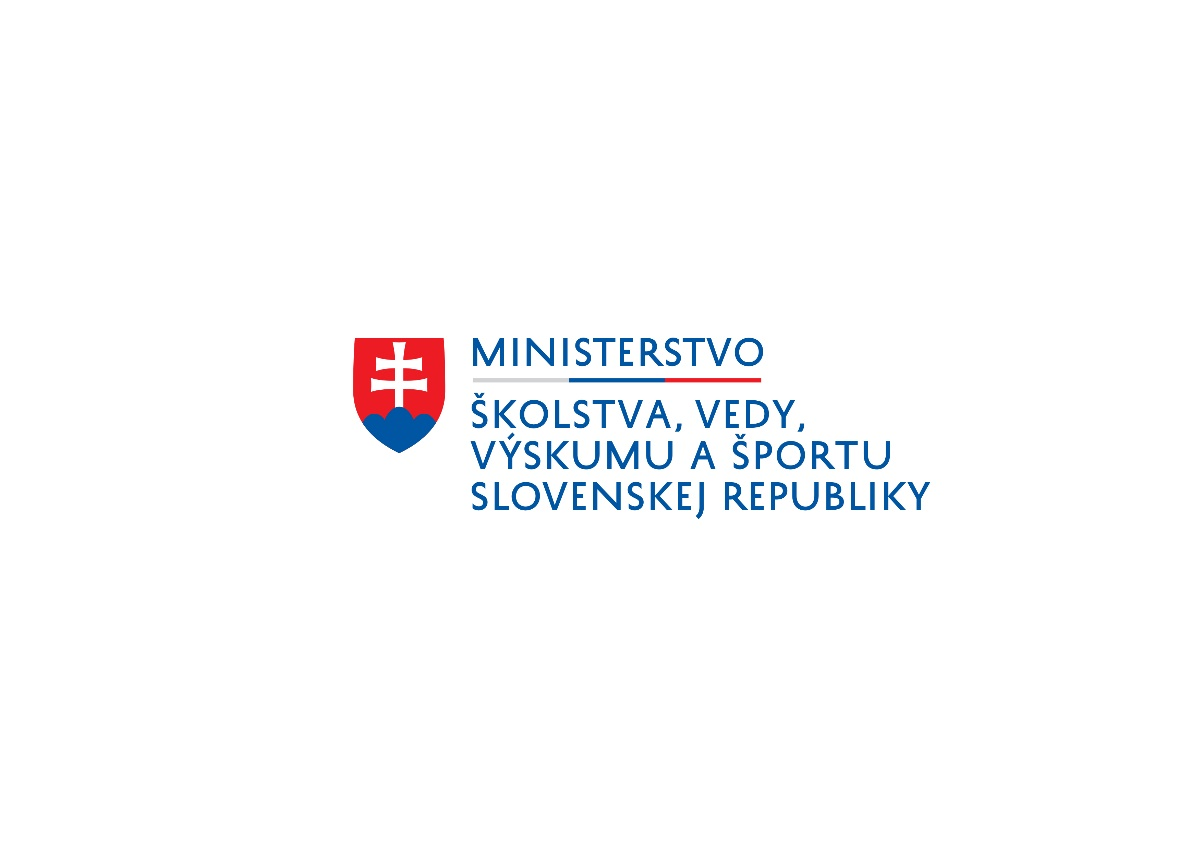 MINISTERSTVO
ŠKOLSTVA, VEDY,
VÝSKUMU A ŠPORTU
SLOVENSKEJ REPUBLIKY